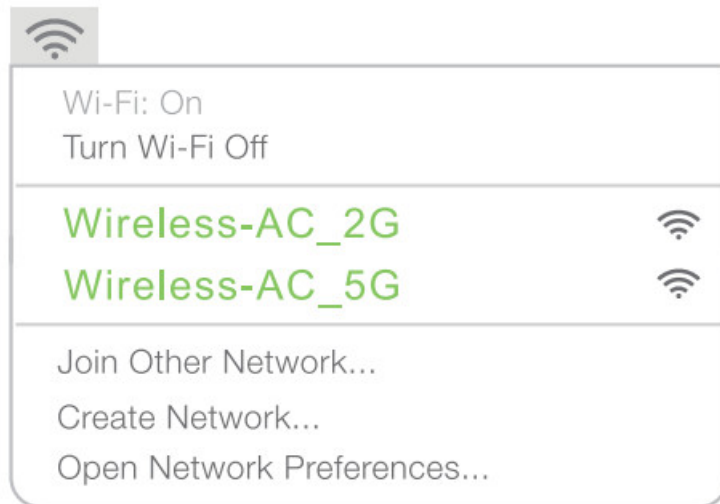 Wi-Fi: On
Turn Wi-Fi Off
Wireless-AC_2G
Wireless-AC_5G
Join Other Network...
Create Network...
Open Network Preferences...